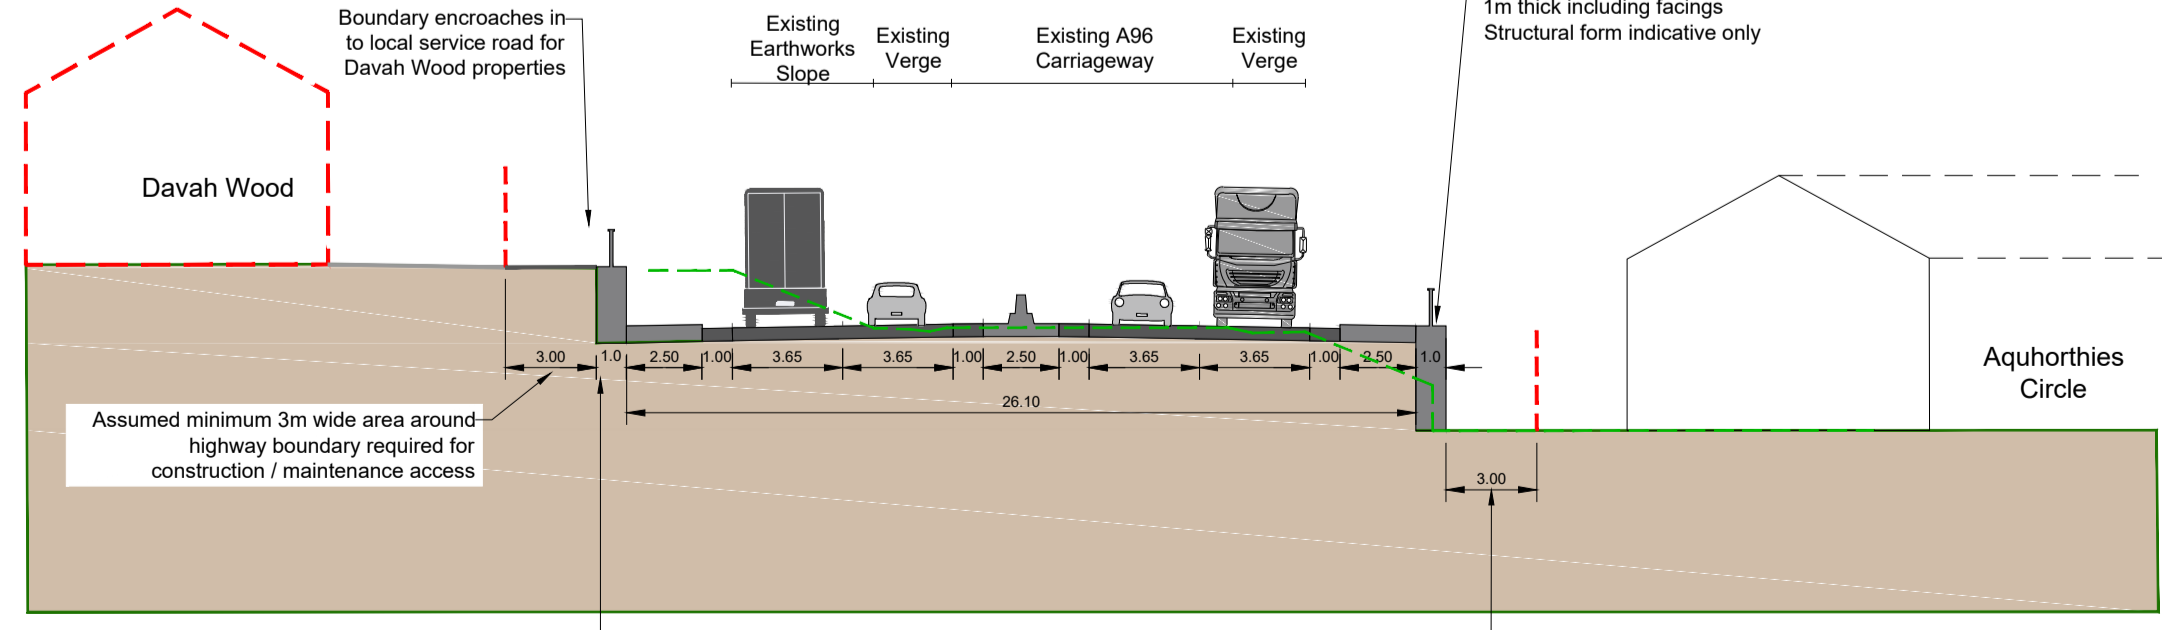 Boundary encroaches in
to local service road for
Davah Wood properties
Existing
Earthworks
Slope
Existing
Verge
Existing A96
Carriageway
Existing
Verge
1m thick including facings
Structural form indicative only
Davah Wood
Aquhorthies
Circle
3.00
1.0
2.50
1.00
3.65
3.65
1.00
2.50
1.00
3.65
3.65
1.00
2.50
1.0
26.10
Assumed minimum 3m wide area around
highway boundary required for
construction / maintenance access
3.00